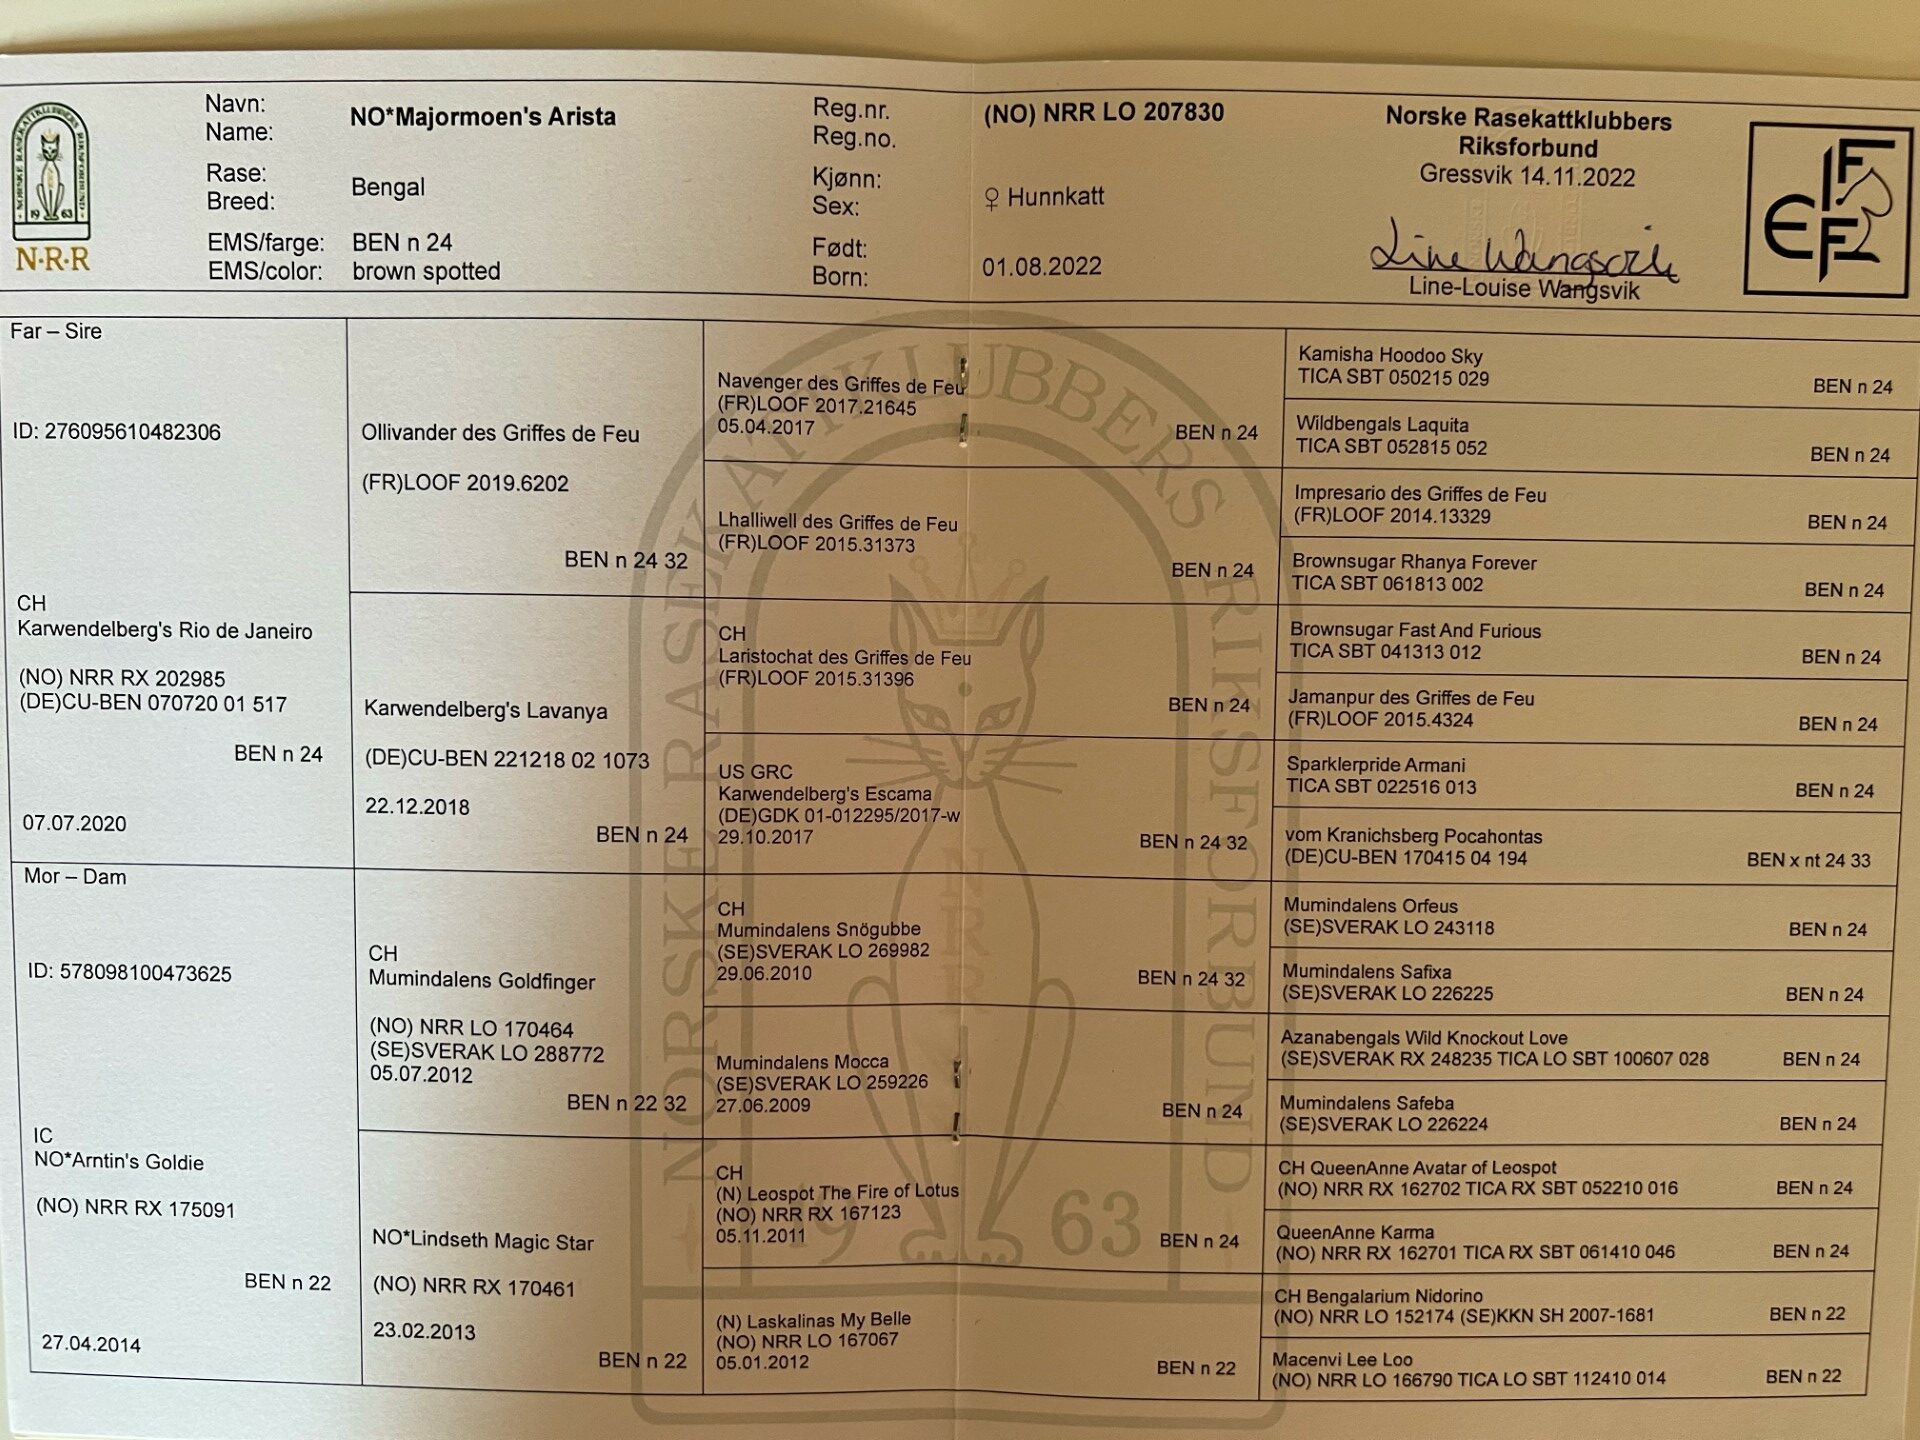 NORSKE RASEKATTKLUBBERS RIKSFORBUND
19 63
N·R·R
Navn:
Name:
NO*Majormoen's Arista
Rase:
Breed:
Bengal
EMS/farge:
EMS/color:
BEN n 24
brown spotted
Reg.nr.
Reg.no.
(NO) NRR LO 207830
Kjønn:
Sex:
♀ Hunnkatt
Født:
Born:
01.08.2022
Norske Rasekattklubbers
Riksforbund
Gressvik 14.11.2022
Line Wangsvik
Line-Louise Wangsvik
FIFE
Far – Sire
ID: 276095610482306
CH
Karwendelberg's Rio de Janeiro
(NO) NRR RX 202985
(DE)CU-BEN 070720 01 517
BEN n 24
07.07.2020
Mor – Dam
ID: 578098100473625
IC
NO*Arntin's Goldie
(NO) NRR RX 175091
BEN n 22
27.04.2014
Ollivander des Griffes de Feu
(FR)LOOF 2019.6202
BEN n 24 32
Karwendelberg's Lavanya
(DE)CU-BEN 221218 02 1073
22.12.2018
BEN n 24
CH
Mumindalens Goldfinger
(NO) NRR LO 170464
(SE)SVERAK LO 288772
05.07.2012
BEN n 22 32
NO*Lindseth Magic Star
(NO) NRR RX 170461
23.02.2013
BEN n 22
Navenger des Griffes de Feu
(FR)LOOF 2017.21645
05.04.2017
BEN n 24
Lhalliwell des Griffes de Feu
(FR)LOOF 2015.31373
BEN n 24
CH
Laristochat des Griffes de Feu
(FR)LOOF 2015.31396
BEN n 24
US GRC
Karwendelberg's Escama
(DE)GDK 01-012295/2017-w
29.10.2017
BEN n 24 32
CH
Mumindalens Snögubbe
(SE)SVERAK LO 269982
29.06.2010
BEN n 24 32
Mumindalens Mocca
(SE)SVERAK LO 259226
27.06.2009
BEN n 24
CH
(N) Leospot The Fire of Lotus
(NO) NRR RX 167123
05.11.2011
BEN n 24
(N) Laskalinas My Belle
(NO) NRR LO 167067
05.01.2012
BEN n 22
Kamisha Hoodoo Sky
TICA SBT 050215 029
BEN n 24
Wildbengals Laquita
TICA SBT 052815 052
BEN n 24
Impresario des Griffes de Feu
(FR)LOOF 2014.13329
BEN n 24
Brownsugar Rhanya Forever
TICA SBT 061813 002
BEN n 24
Brownsugar Fast And Furious
TICA SBT 041313 012
BEN n 24
Jamanpur des Griffes de Feu
(FR)LOOF 2015.4324
BEN n 24
Sparklerpride Armani
TICA SBT 022516 013
BEN n 24
vom Kranichsberg Pocahontas
(DE)CU-BEN 170415 04 194
BEN x nt 24 33
Mumindalens Orfeus
(SE)SVERAK LO 243118
BEN n 24
Mumindalens Safixa
(SE)SVERAK LO 226225
BEN n 24
Azanabengals Wild Knockout Love
(SE)SVERAK RX 248235 TICA LO SBT 100607 028
BEN n 24
Mumindalens Safeba
(SE)SVERAK LO 226224
BEN n 24
CH QueenAnne Avatar of Leospot
(NO) NRR RX 162702 TICA RX SBT 052210 016
BEN n 24
QueenAnne Karma
(NO) NRR RX 162701 TICA RX SBT 061410 046
BEN n 24
CH Bengalarium Nidorino
(NO) NRR LO 152174 (SE)KKN SH 2007-1681
BEN n 22
Macenvi Lee Loo
(NO) NRR LO 166790 TICA LO SBT 112410 014
BEN n 22
NORSKE RASEKATTKLUBBERS RIKSFORBUND
NRR
19 63